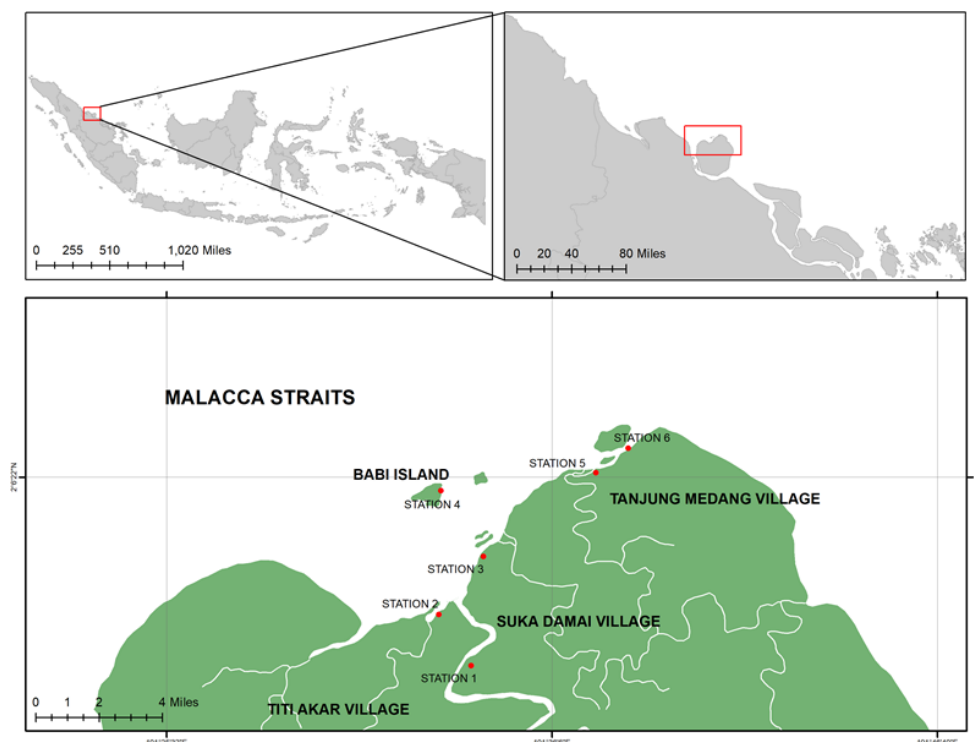 0 255 510 1,020 Miles
0 20 40 80 Miles
MALACCA STRAITS
STATION 6
STATION 5
BABI ISLAND
TANJUNG MEDANG VILLAGE
STATION 4
STATION 3
STATION 2
SUKA DAMAI VILLAGE
STATION 1
0 1 2 4 Miles
TITI AKAR VILLAGE